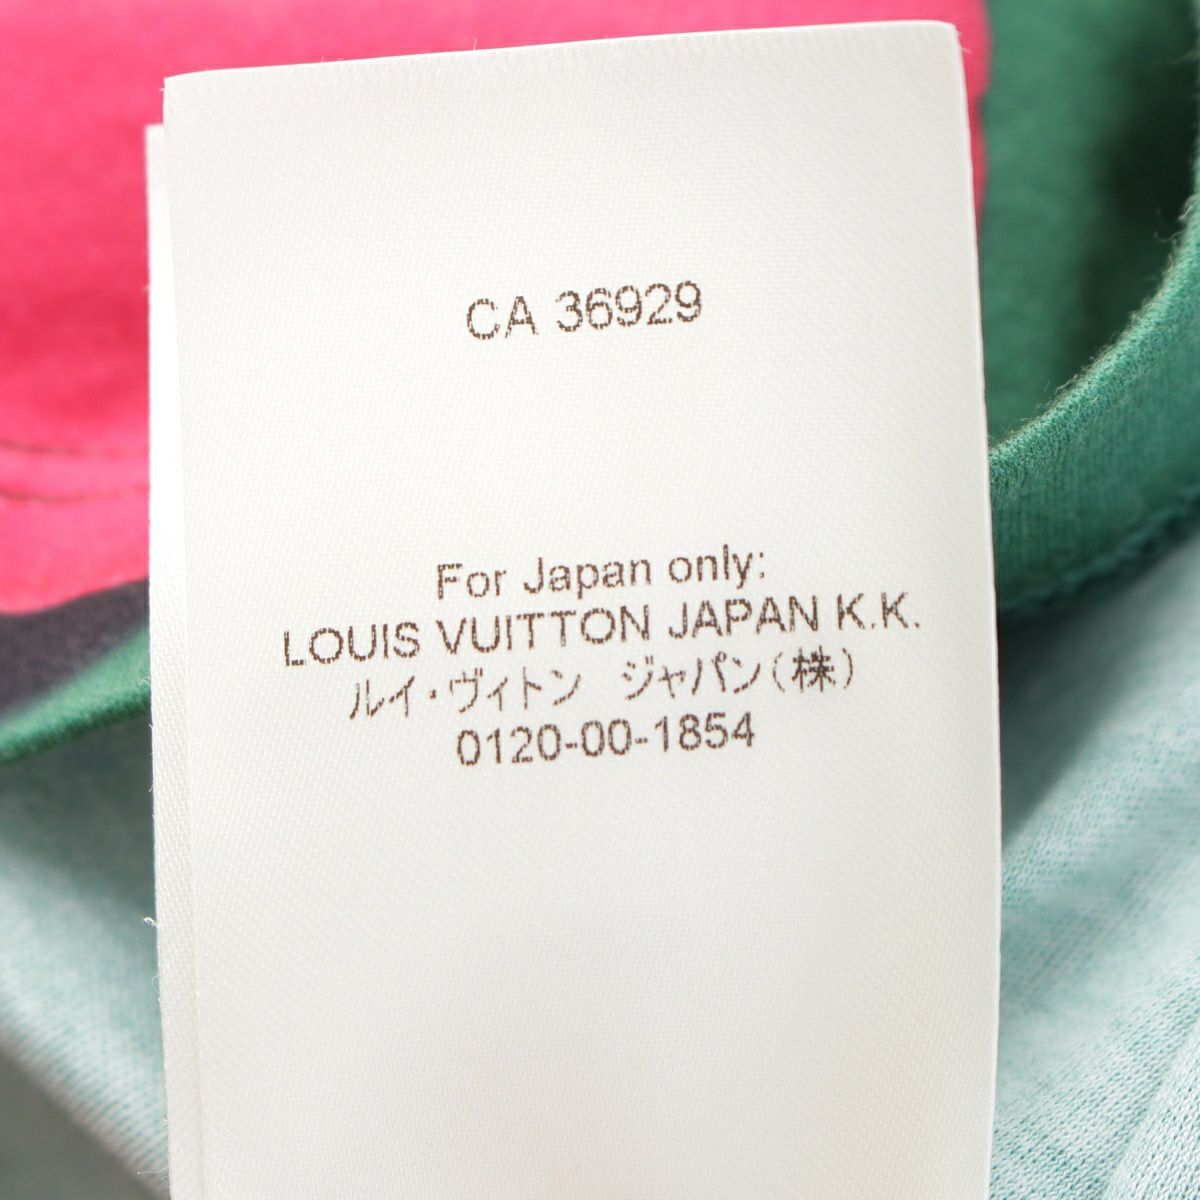 CA 36929
For Japan only:
LOUIS VUITTON JAPAN K.K.
ルイ・ヴィトン　ジャパン(株)
0120-00-1854